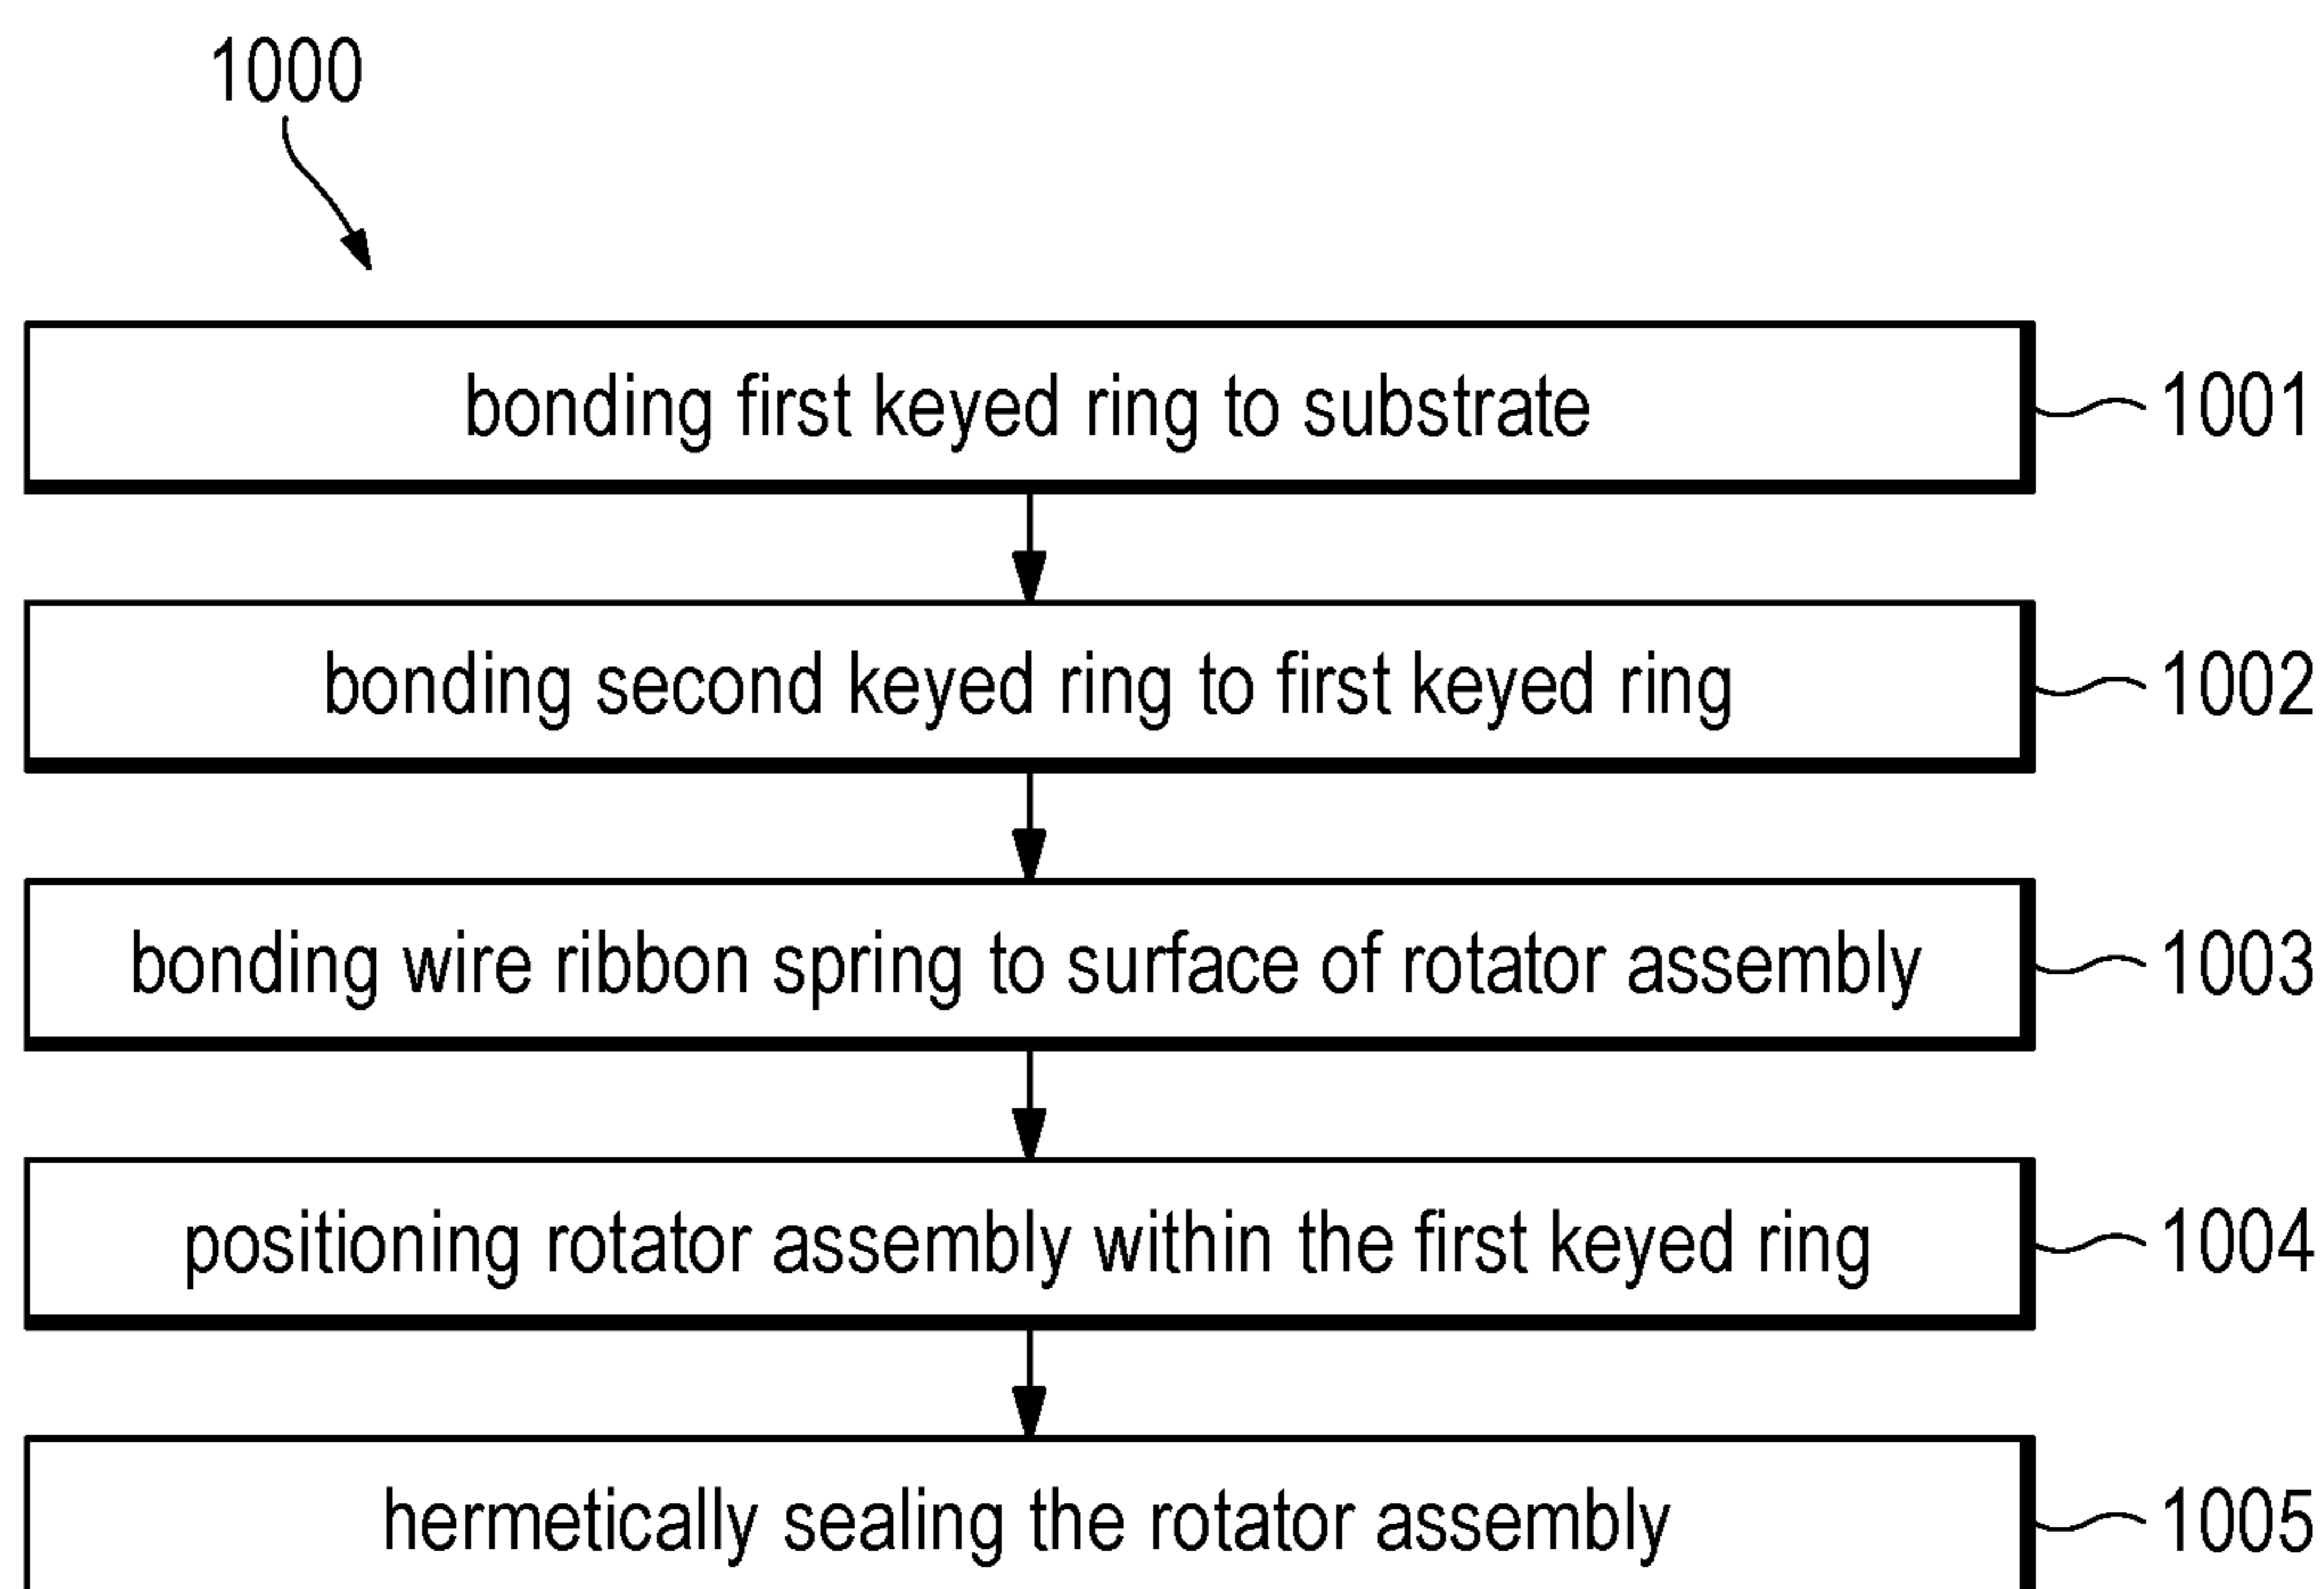 1000
bonding first keyed ring to substrate 1001
bonding second keyed ring to first keyed ring 1002
bonding wire ribbon spring to surface of rotator assembly 1003
positioning rotator assembly within the first keyed ring 1004
hermetically sealing the rotator assembly 1005